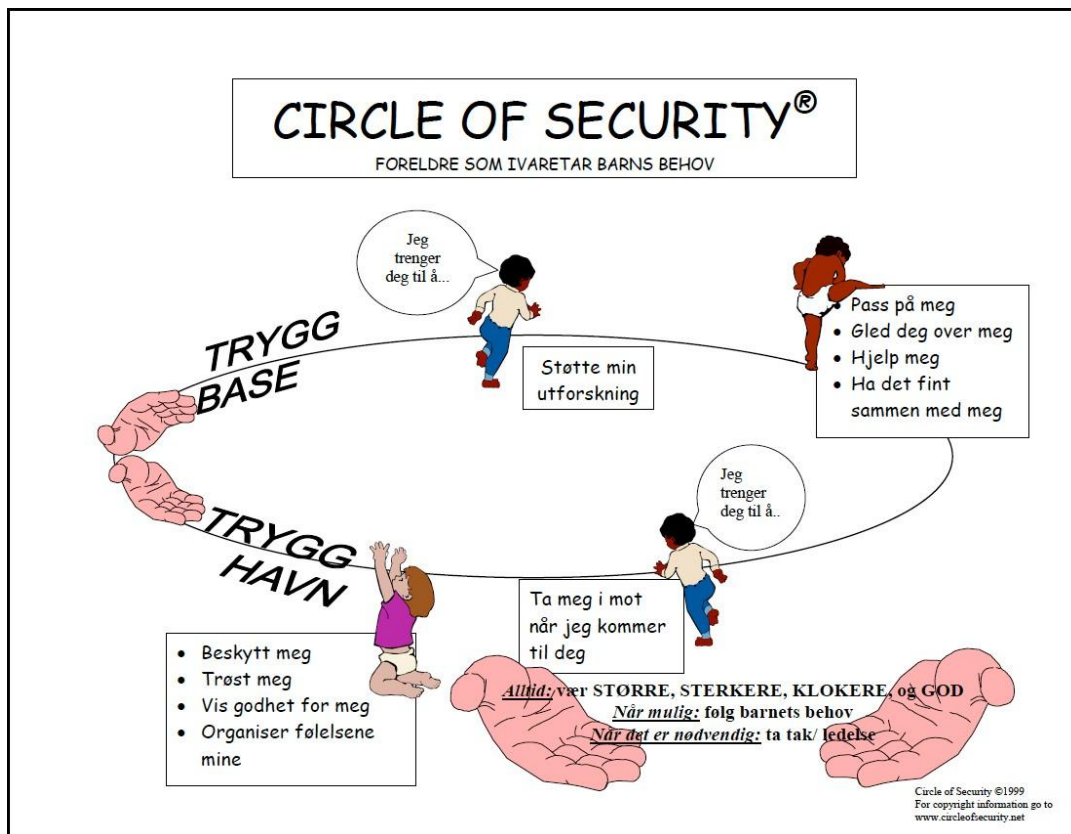 CIRCLE OF SECURITY®
FORELDRE SOM IVARETAR BARNS BEHOV
Jeg
trenger
deg til å...
TRYGG
BASE
Støtte min
utforskning
• Pass på meg
• Gled deg over meg
• Hjelp meg
• Ha det fint
sammen med meg
Jeg
trenger
deg til å..
TRYGG
HAVN
Ta meg i mot
når jeg kommer
til deg
• Beskytt meg
• Trøst meg
• Vis godhet for meg
• Organiser følelsene
mine
Alltid: vær STØRRE, STERKERE, KLOKERE, og GOD
Når mulig: følg barnets behov
Når det er nødvendig: ta tak/ ledelse
Circle of Security ©1999
For copyright information go to
www.circleofsecurity.net